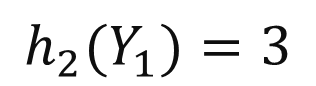 h₂(Y₁) = 3